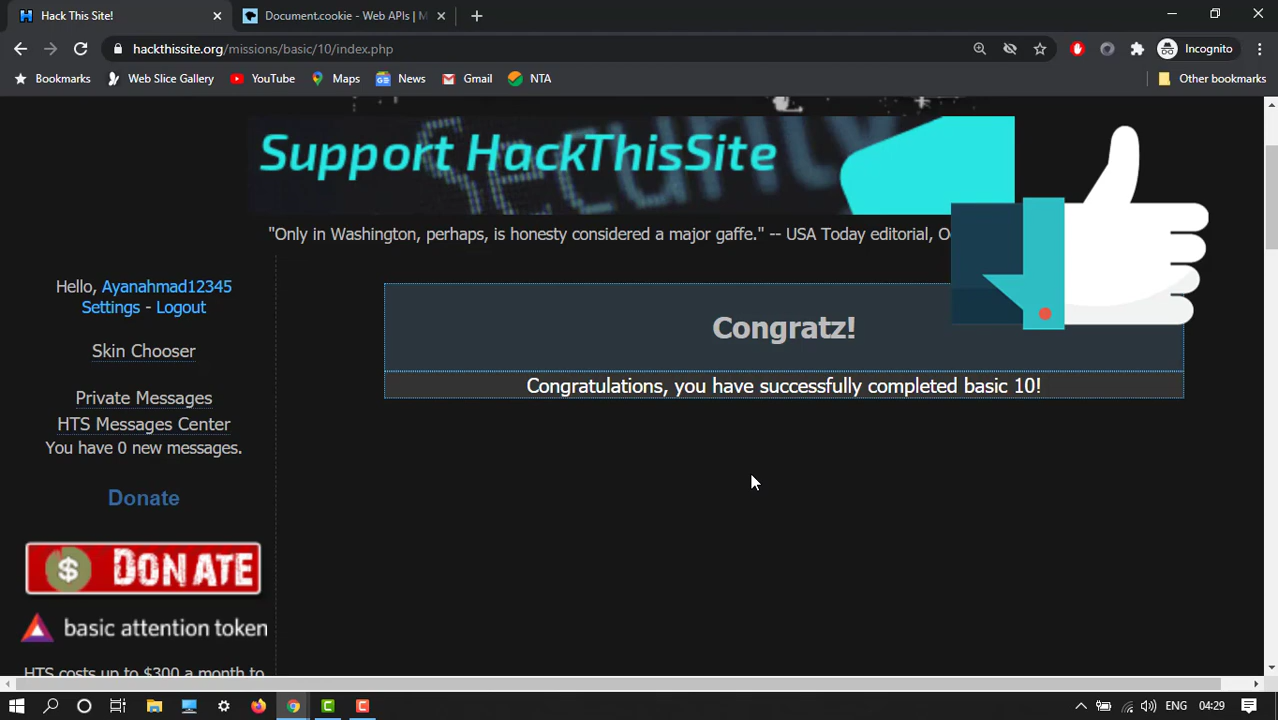 Hack This Site!
Document.cookie - Web APIs | M
hackthissite.org/missions/basic/10/index.php
Incognito
Bookmarks
Web Slice Gallery
YouTube
Maps
News
Gmail
NTA
Other bookmarks
Support HackThisSite
"Only in Washington, perhaps, is honesty considered a major gaffe." -- USA Today editorial, O
Hello, Ayanahmad12345
Settings - Logout
Skin Chooser
Private Messages
HTS Messages Center
You have 0 new messages.
Donate
$ DONATE
basic attention token
HTS costs up to $300 a month to
Congratz!
Congratulations, you have successfully completed basic 10!
ENG
04:29